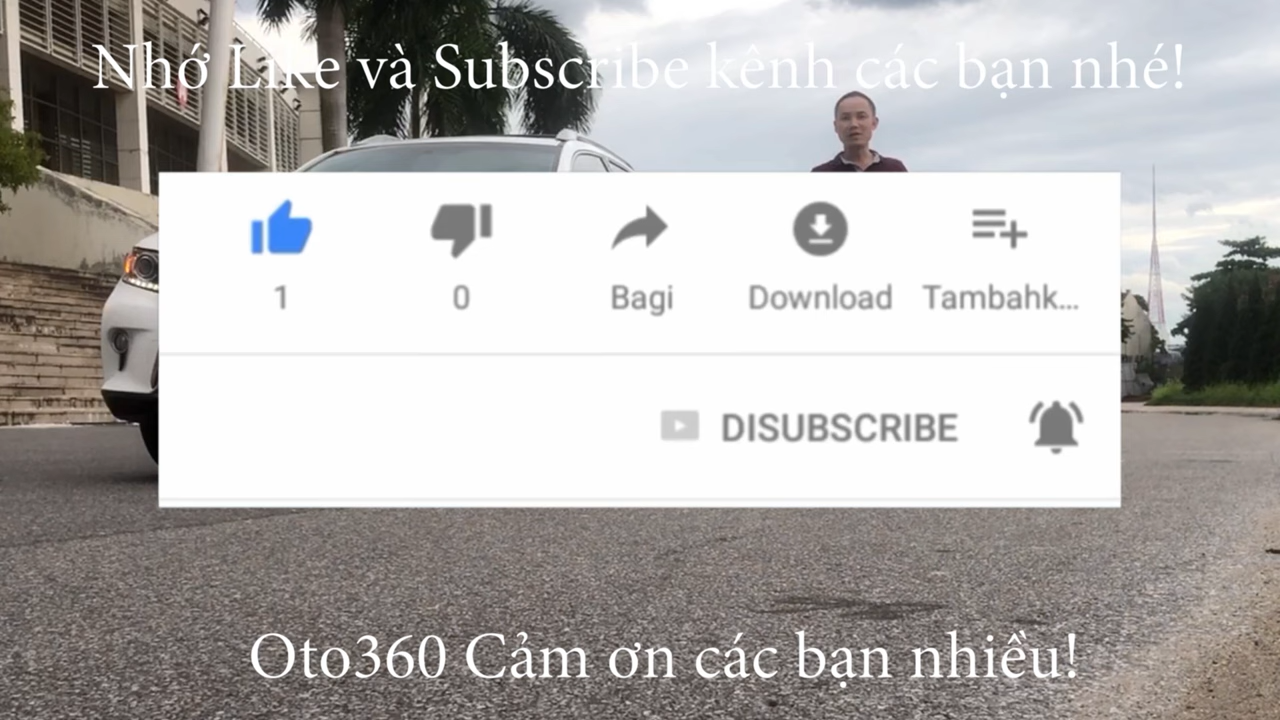 Nhớ Like và Subscribe kênh các bạn nhé!
1 0 Bagi Download Tambahk...
DISUBSCRIBE
Oto360 Cảm ơn các bạn nhiều!